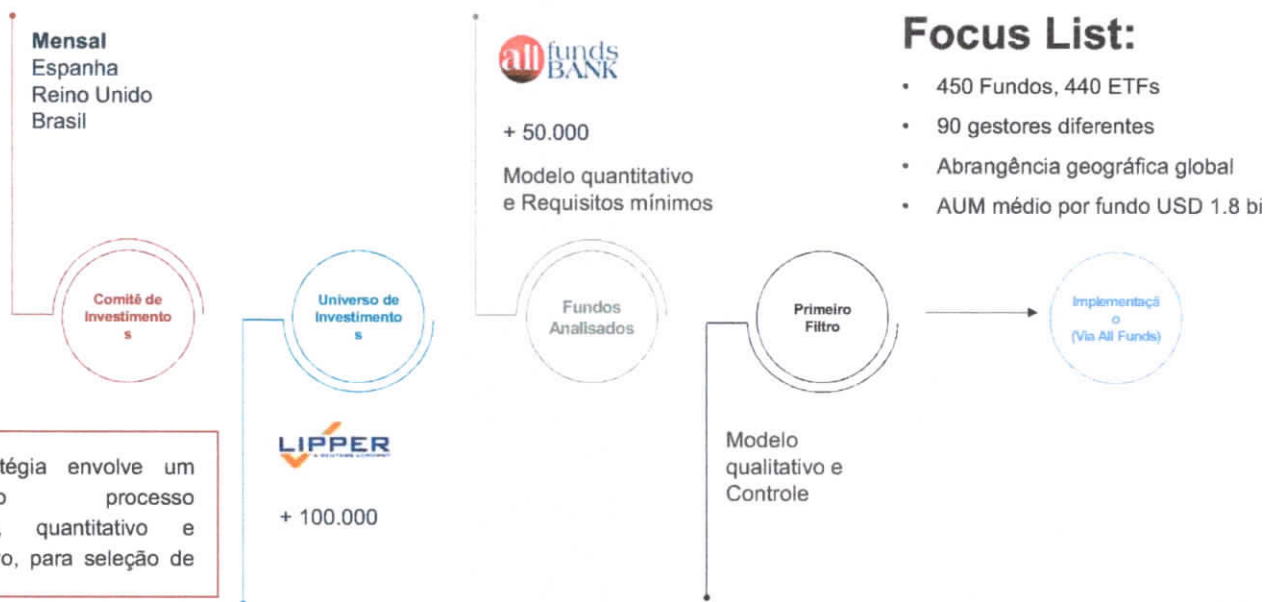 Mensal
Espanha
Reino Unido
Brasil
all funds
BANK
+ 50.000
Modelo quantitativo
e Requisitos mínimos
Focus List:
• 450 Fundos, 440 ETFs
• 90 gestores diferentes
• Abrangência geográfica global
• AUM médio por fundo USD 1.8 bi
Comitê de
Investimento
s
Universo de
Investimento
s
Fundos
Analisados
Primeiro
Filtro
Implementaçã
o
(Via All Funds)
tégia envolve um
o processo
, quantitativo e
o, para seleção de
LIPPER
+ 100.000
Modelo
qualitativo e
Controle